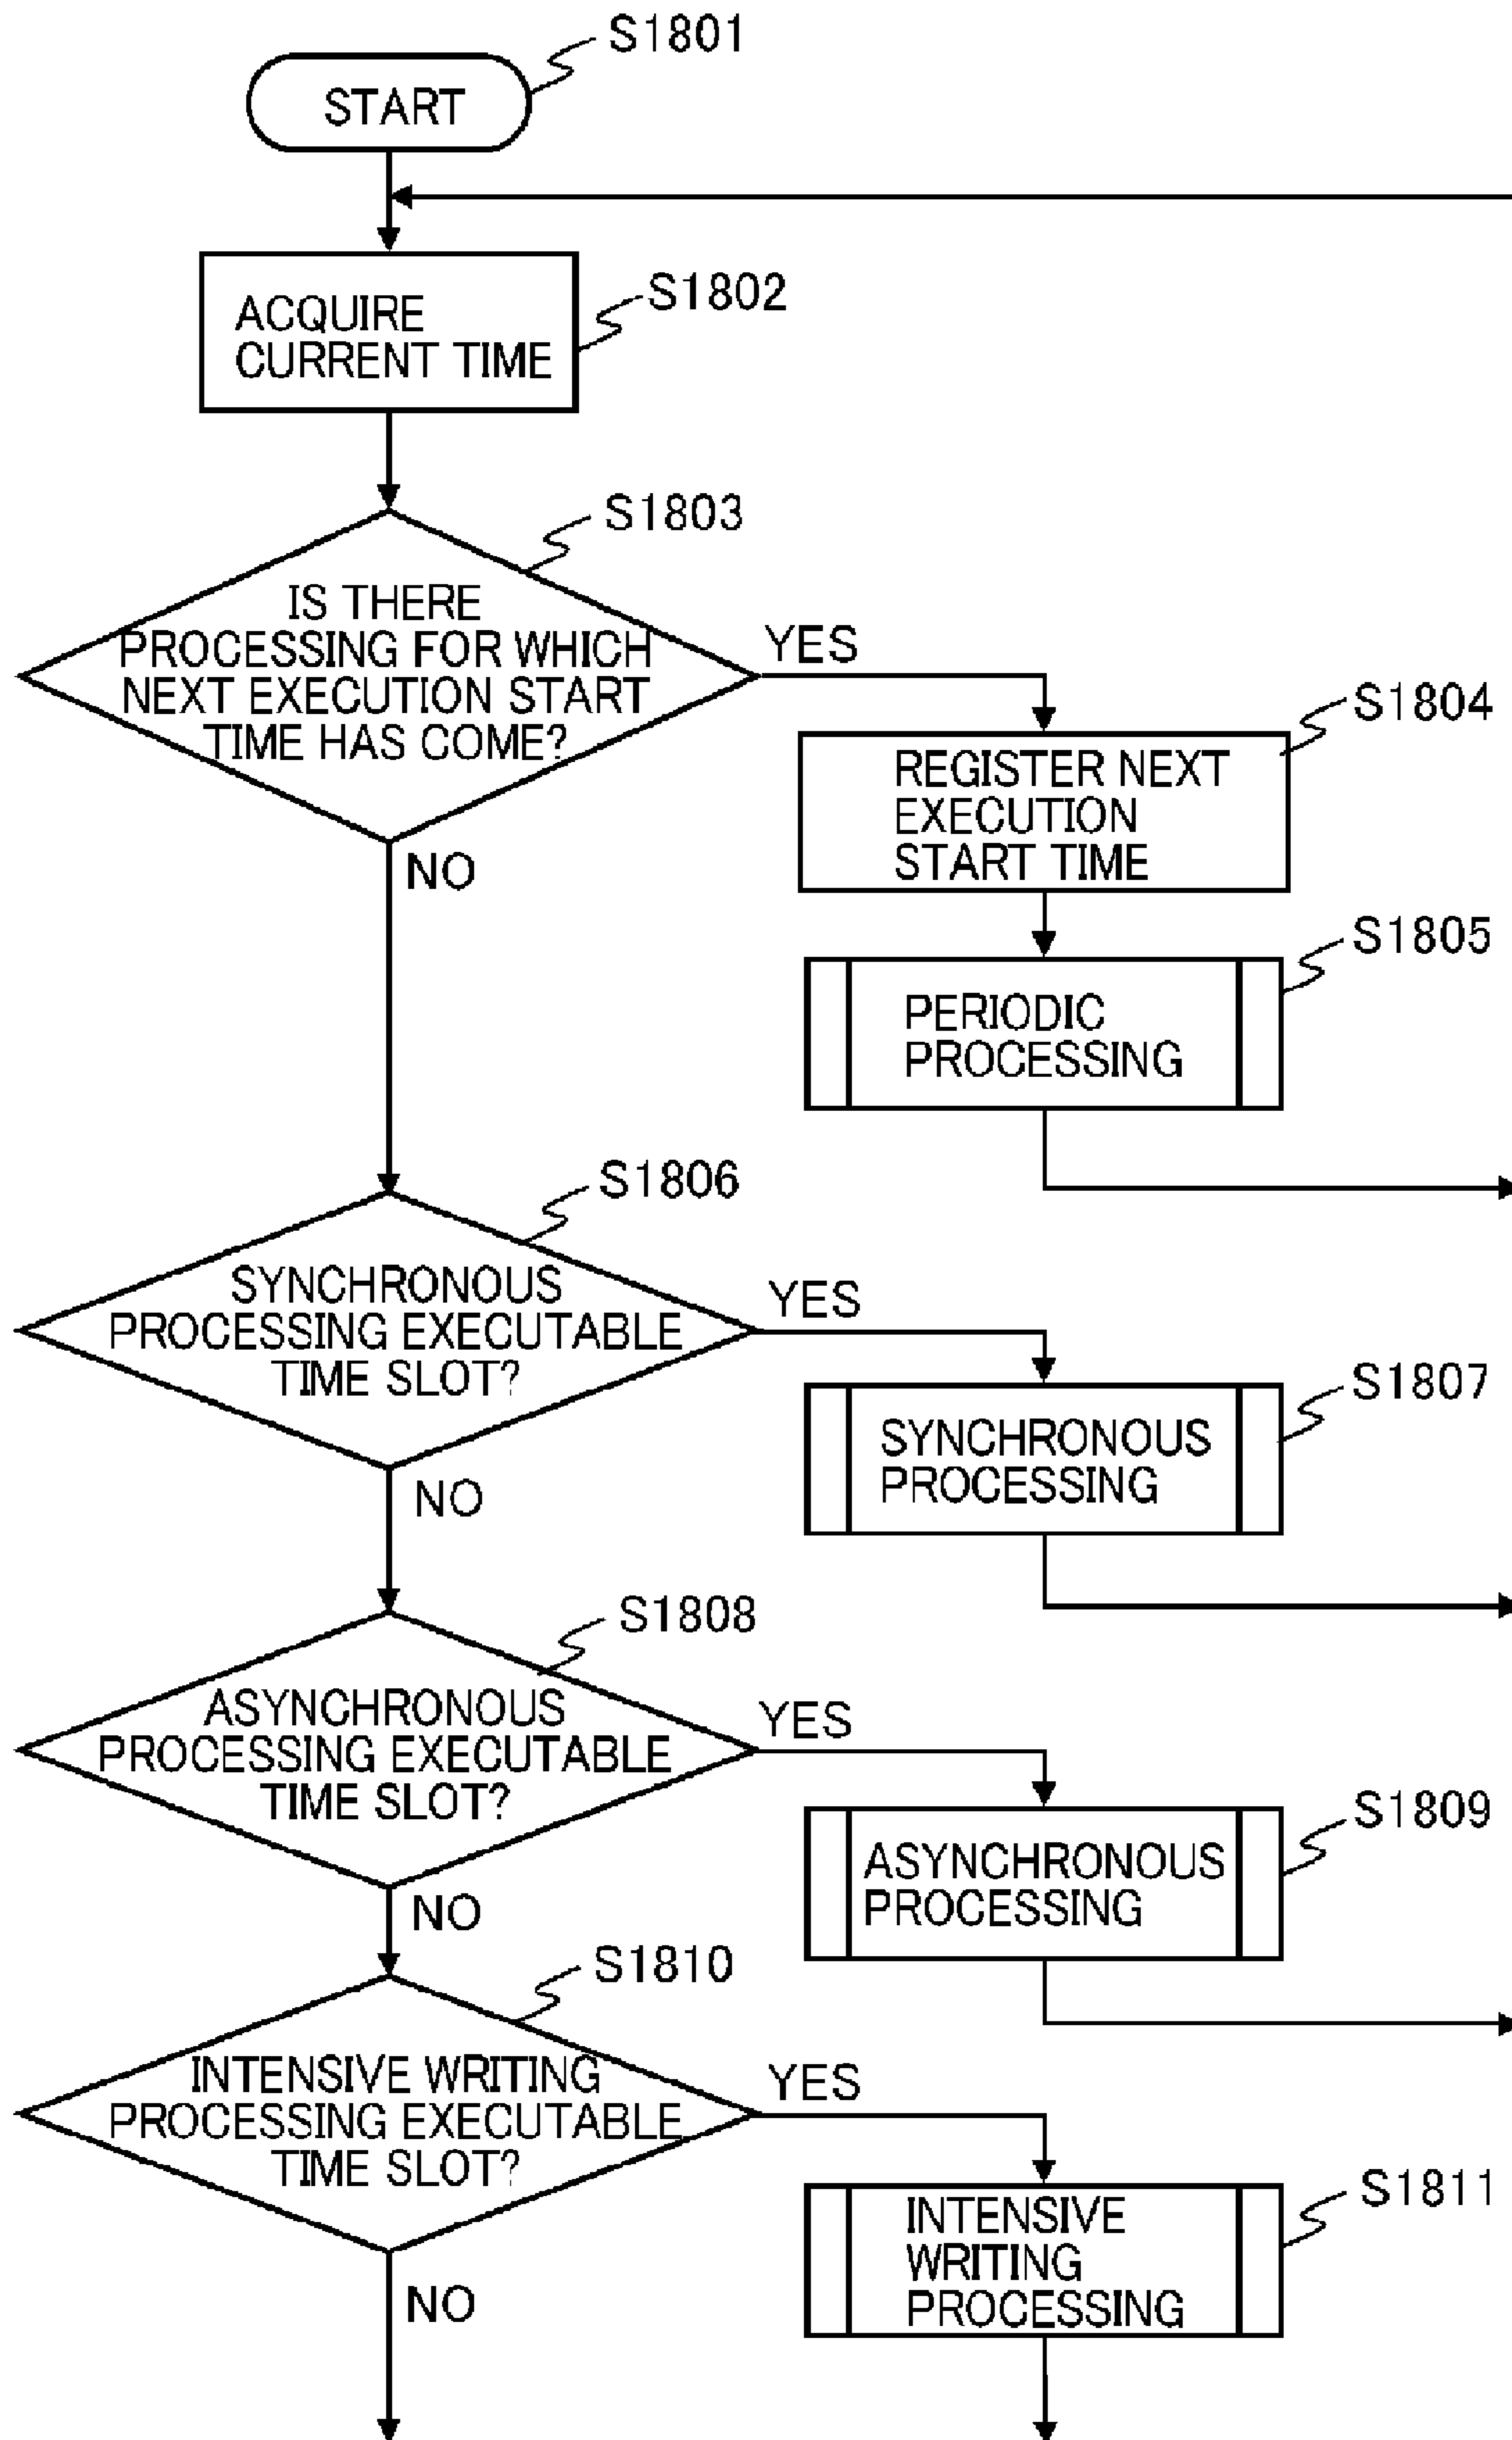 S1801
START
S1802
ACQUIRE
CURRENT TIME
S1803
IS THERE
PROCESSING FOR WHICH
NEXT EXECUTION START
TIME HAS COME?
YES
NO
S1804
REGISTER NEXT
EXECUTION
START TIME
S1805
PERIODIC
PROCESSING
S1806
SYNCHRONOUS
PROCESSING EXECUTABLE
TIME SLOT?
YES
NO
S1807
SYNCHRONOUS
PROCESSING
S1808
ASYNCHRONOUS
PROCESSING EXECUTABLE
TIME SLOT?
YES
NO
S1809
ASYNCHRONOUS
PROCESSING
S1810
INTENSIVE WRITING
PROCESSING EXECUTABLE
TIME SLOT?
YES
NO
S1811
INTENSIVE
WRITING
PROCESSING